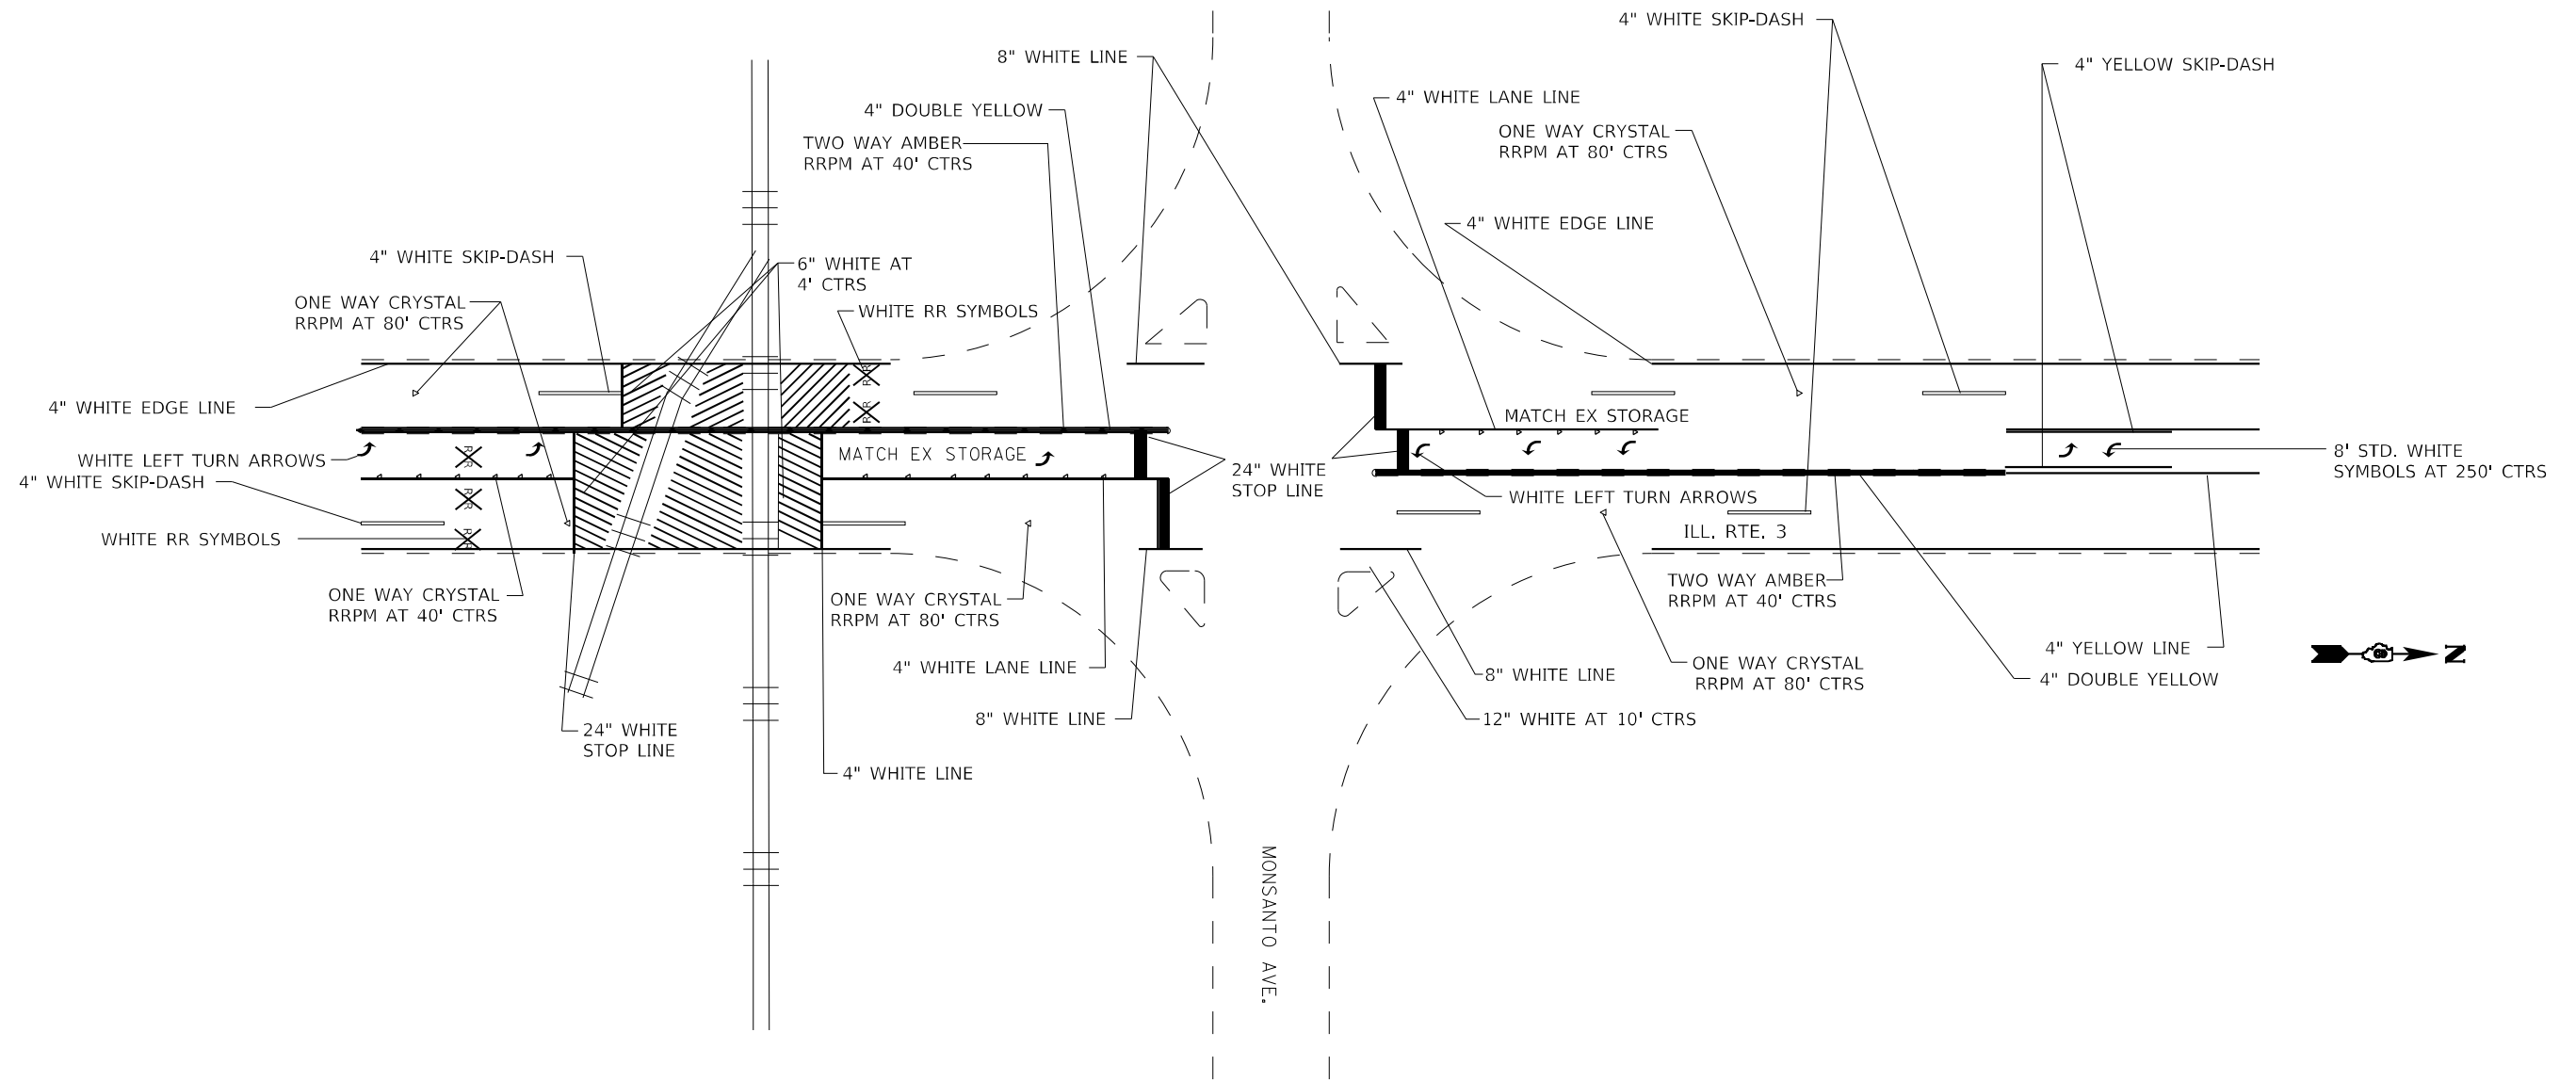 4" WHITE SKIP-DASH
8" WHITE LINE
4" YELLOW SKIP-DASH
4" WHITE LANE LINE
4" DOUBLE YELLOW
ONE WAY CRYSTAL
RRPM AT 80' CTRS
TWO WAY AMBER
RRPM AT 40' CTRS
4" WHITE EDGE LINE
4" WHITE SKIP-DASH
6" WHITE AT
4' CTRS
ONE WAY CRYSTAL
RRPM AT 80' CTRS
WHITE RR SYMBOLS
R R
R R
4" WHITE EDGE LINE
MATCH EX STORAGE
WHITE LEFT TURN ARROWS
R R
MATCH EX STORAGE
8' STD. WHITE
SYMBOLS AT 250' CTRS
24" WHITE
STOP LINE
4" WHITE SKIP-DASH
R R
WHITE LEFT TURN ARROWS
WHITE RR SYMBOLS
R R
ILL. RTE. 3
ONE WAY CRYSTAL
RRPM AT 40' CTRS
ONE WAY CRYSTAL
RRPM AT 80' CTRS
TWO WAY AMBER
RRPM AT 40' CTRS
4" WHITE LANE LINE
8" WHITE LINE
ONE WAY CRYSTAL
RRPM AT 80' CTRS
4" YELLOW LINE
N
4" DOUBLE YELLOW
8" WHITE LINE
12" WHITE AT 10' CTRS
24" WHITE
STOP LINE
4" WHITE LINE
MONSANTO AVE.